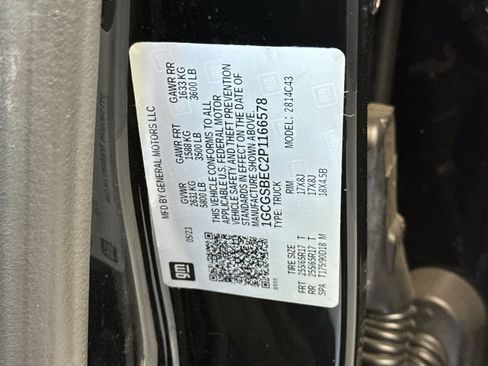 MFD BY GENERAL MOTORS LLC
05/23
GVWR GAWR FRT GAWR RR
2631 KG 1588 KG 1633 KG
5800 LB 3500 LB 3600 LB
THIS VEHICLE CONFORMS TO ALL
APPLICABLE U.S. FEDERAL MOTOR
VEHICLE SAFETY AND THEFT PREVENTION
STANDARDS IN EFFECT ON THE DATE OF
MANUFACTURE SHOWN ABOVE.
1GCGSBEC2P1166578
TYPE: TRUCK 2814C43
gm
8555
TIRE SIZE RIM
FRT 255/65R17 T 17X8J
RR 255/65R17 T 17X8J
SPA T175/90D18 M 18X4.5B